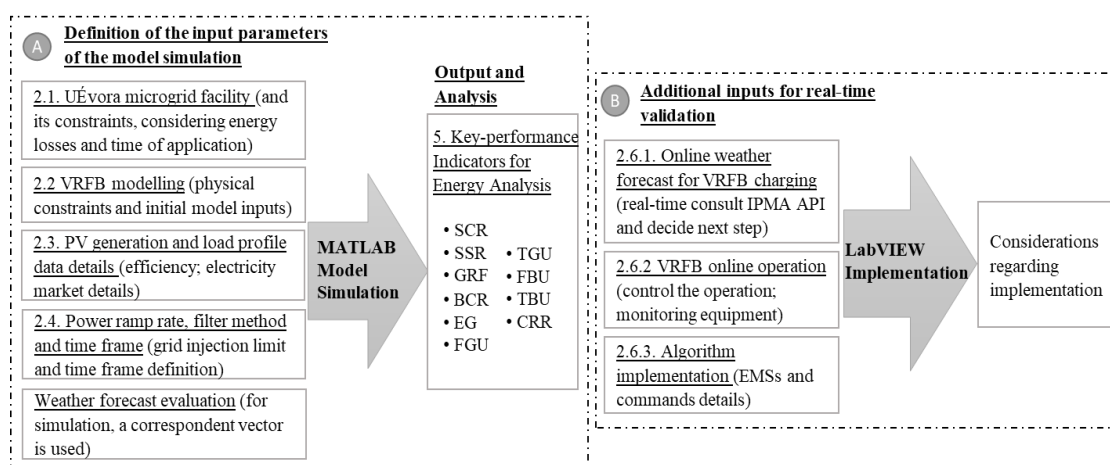 A
Definition of the input parameters
of the model simulation
2.1. UÉvora microgrid facility (and
its constraints, considering energy
losses and time of application)
2.2 VRFB modelling (physical
constraints and initial model inputs)
2.3. PV generation and load profile
data details (efficiency; electricity
market details)
2.4. Power ramp rate, filter method
and time frame (grid injection limit
and time frame definition)
Weather forecast evaluation (for
simulation, a correspondent vector
is used)
MATLAB
Model
Simulation
Output and
Analysis
5. Key-performance
Indicators for
Energy Analysis
• SCR
• SSR
• GRF
• BCR
• EG
• FGU
• TGU
• FBU
• TBU
• CRR
B
Additional inputs for real-time
validation
2.6.1. Online weather
forecast for VRFB charging
(real-time consult IPMA API
and decide next step)
2.6.2 VRFB online operation
(control the operation;
monitoring equipment)
2.6.3. Algorithm
implementation (EMSs and
commands details)
LabVIEW
Implementation
Considerations
regarding
implementation